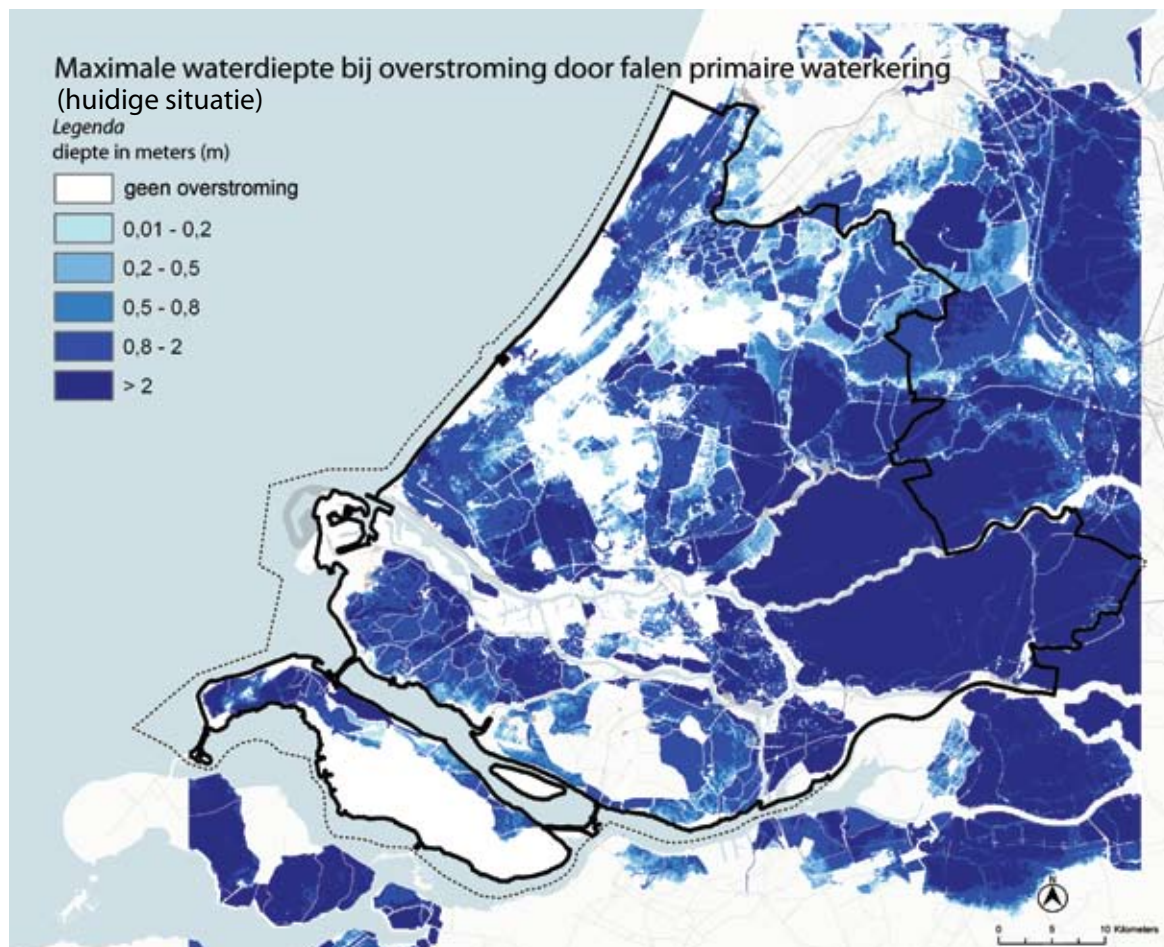 Maximale waterdiepte bij overstroming door falen primaire waterkering
(huidige situatie)
Legenda
diepte in meters (m)
geen overstroming
0,01 - 0,2
0,2 - 0,5
0,5 - 0,8
0,8 - 2
> 2
N
0 5 10 Kilometers